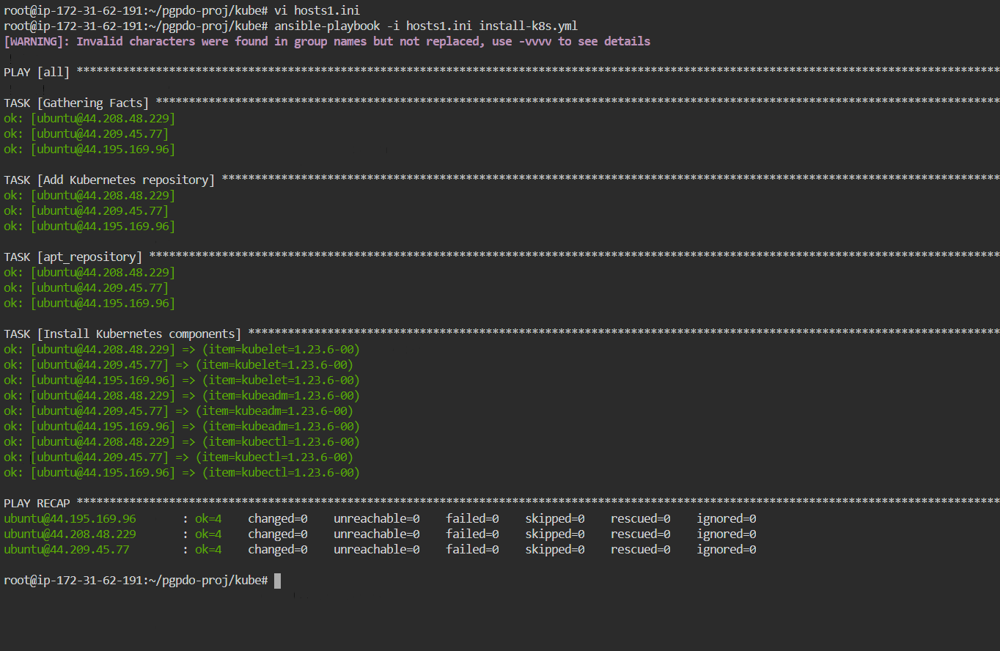 root@ip-172-31-62-191:~/pgpdo-proj/kube# vi hosts1.ini
root@ip-172-31-62-191:~/pgpdo-proj/kube# ansible-playbook -i hosts1.ini install-k8s.yml
[WARNING]: Invalid characters were found in group names but not replaced, use -vvvv to see details
PLAY [all] ********************************************************************************************************************************************
TASK [Gathering Facts] ********************************************************************************************************************************
ok: [ubuntu@44.208.48.229]
ok: [ubuntu@44.209.45.77]
ok: [ubuntu@44.195.169.96]
TASK [Add Kubernetes repository] **********************************************************************************************************************
ok: [ubuntu@44.208.48.229]
ok: [ubuntu@44.209.45.77]
ok: [ubuntu@44.195.169.96]
TASK [apt_repository] *********************************************************************************************************************************
ok: [ubuntu@44.208.48.229]
ok: [ubuntu@44.209.45.77]
ok: [ubuntu@44.195.169.96]
TASK [Install Kubernetes components] ******************************************************************************************************************
ok: [ubuntu@44.208.48.229] => (item=kubelet=1.23.6-00)
ok: [ubuntu@44.209.45.77] => (item=kubelet=1.23.6-00)
ok: [ubuntu@44.195.169.96] => (item=kubelet=1.23.6-00)
ok: [ubuntu@44.208.48.229] => (item=kubeadm=1.23.6-00)
ok: [ubuntu@44.209.45.77] => (item=kubeadm=1.23.6-00)
ok: [ubuntu@44.195.169.96] => (item=kubeadm=1.23.6-00)
ok: [ubuntu@44.208.48.229] => (item=kubectl=1.23.6-00)
ok: [ubuntu@44.209.45.77] => (item=kubectl=1.23.6-00)
ok: [ubuntu@44.195.169.96] => (item=kubectl=1.23.6-00)
PLAY RECAP ********************************************************************************************************************************************
ubuntu@44.195.169.96       : ok=4    changed=0    unreachable=0    failed=0    skipped=0    rescued=0    ignored=0
ubuntu@44.208.48.229       : ok=4    changed=0    unreachable=0    failed=0    skipped=0    rescued=0    ignored=0
ubuntu@44.209.45.77        : ok=4    changed=0    unreachable=0    failed=0    skipped=0    rescued=0    ignored=0
root@ip-172-31-62-191:~/pgpdo-proj/kube#